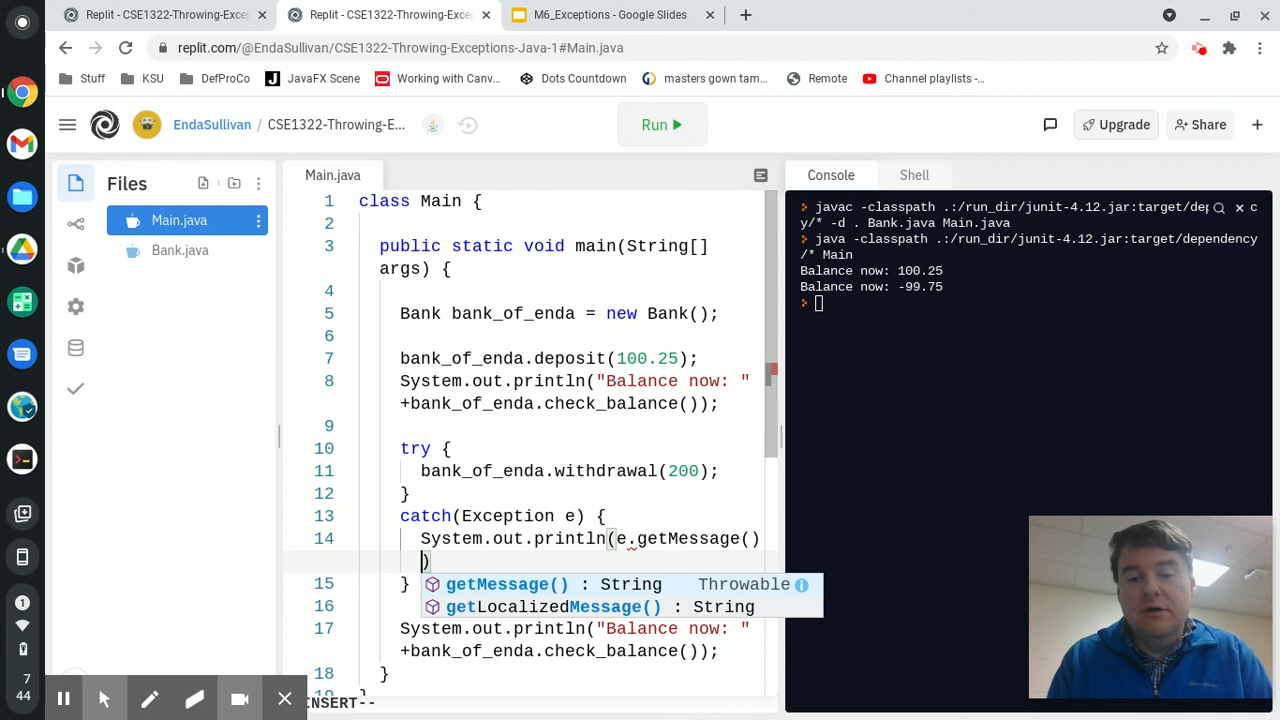 Replit - CSE1322-Throwing-Exce
Replit - CSE1322-Throwing-Exce
M6_Exceptions - Google Slides
replit.com/@EndaSullivan/CSE1322-Throwing-Exceptions-Java-1#Main.java
Stuff
KSU
DefProCo
JavaFX Scene
Working with Canv...
Dots Countdown
masters gown tam...
Remote
Channel playlists -...
EndaSullivan / CSE1322-Throwing-E...
Run
Upgrade
Share
Files
Main.java
Bank.java
Main.java
1 class Main {
2
3 public static void main(String[]
args) {
4
5 Bank bank_of_enda = new Bank();
6
7 bank_of_enda.deposit(100.25);
8 System.out.println("Balance now: "
+bank_of_enda.check_balance());
9
10 try {
11 bank_of_enda.withdrawal(200);
12 }
13 catch(Exception e) {
14 System.out.println(e.getMessage()
)
15 }
getMessage() : String Throwable
getLocalizedMessage() : String
16
17 System.out.println("Balance now: "
+bank_of_enda.check_balance());
18 }
19 }
INSERT--
Console
Shell
javac -classpath .:/run_dir/junit-4.12.jar:target/dep
c
y/* -d . Bank.java Main.java
java -classpath .:/run_dir/junit-4.12.jar:target/dependency
/* Main
Balance now: 100.25
Balance now: -99.75
1
7
44